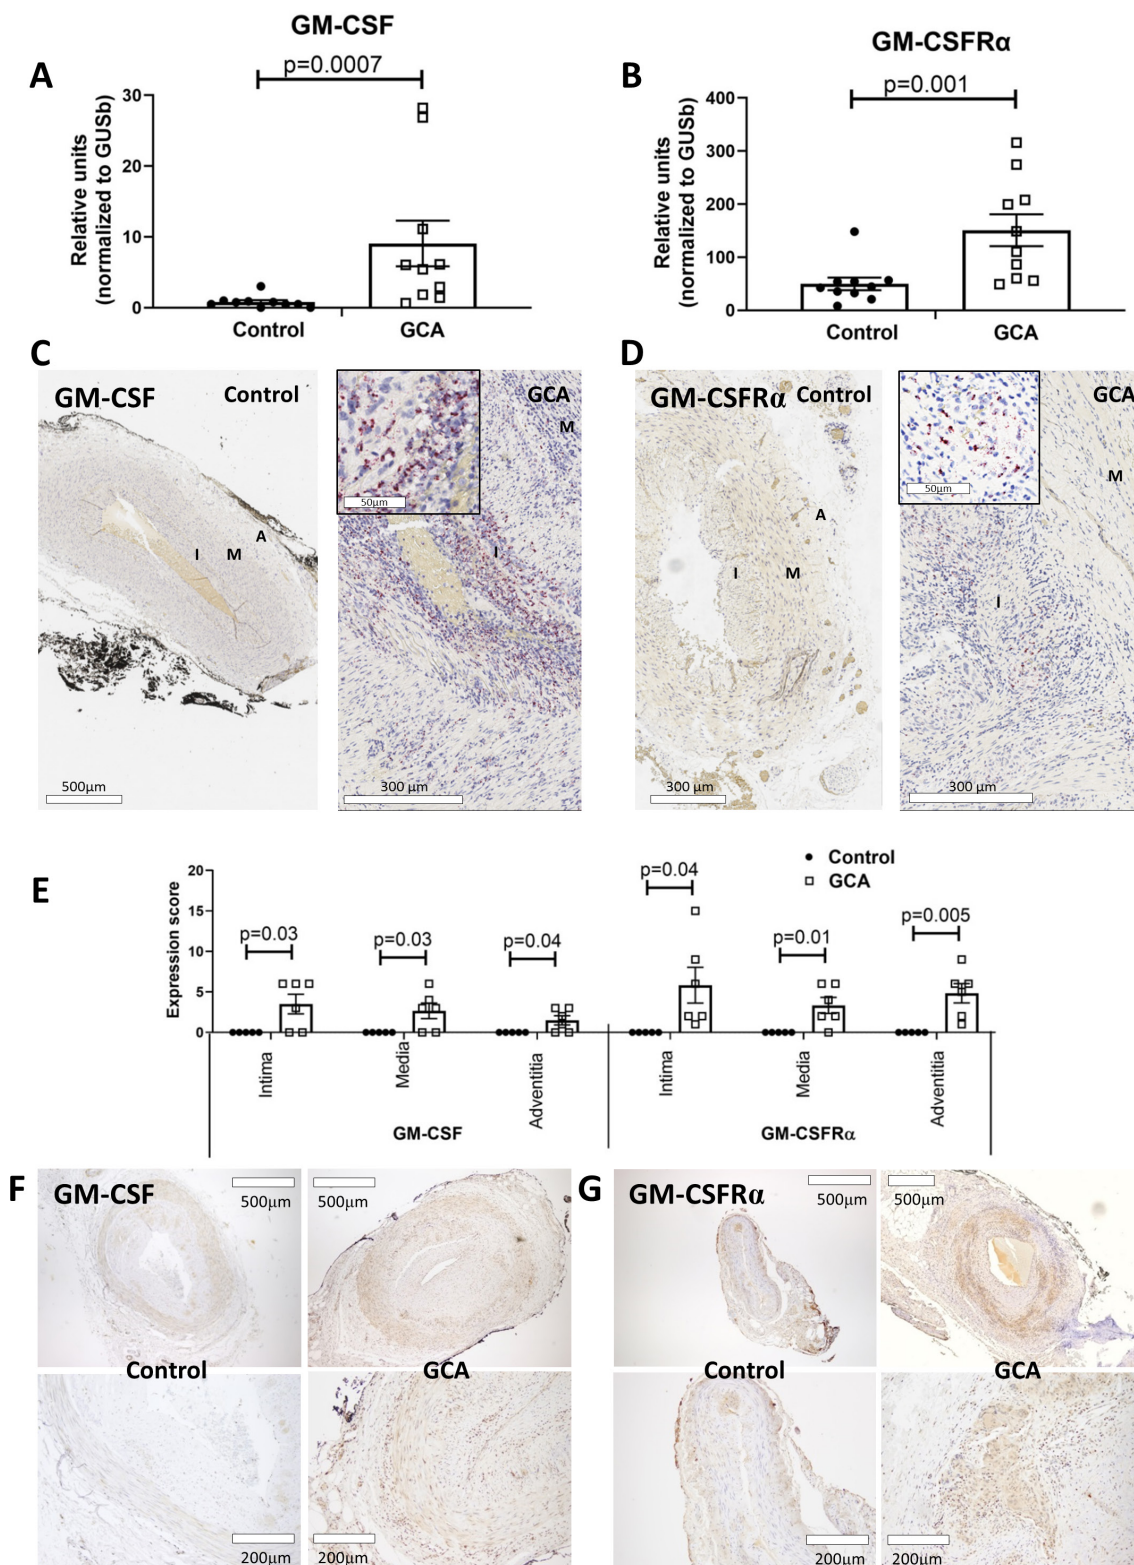 GM-CSF
A
p=0.0007
Relative units
(normalized to GUSb)
30
20
10
0
Control
GCA
GM-CSFRα
B
p=0.001
Relative units
(normalized to GUSb)
400
300
200
100
0
Control
GCA
C
GM-CSF
Control
I
M
A
500μm
GCA
M
50μm
I
300 μm
D
GM-CSFRα
Control
A
I
M
300 μm
GCA
50μm
M
I
300 μm
E
Expression score
20
15
10
5
0
Control
GCA
p=0.03
p=0.03
p=0.04
p=0.04
p=0.01
p=0.005
Intima
Media
Adventitia
Intima
Media
Adventitia
GM-CSF
GM-CSFRα
F
GM-CSF
500μm
500μm
Control
GCA
200μm
200μm
G
GM-CSFRα
500μm
500μm
Control
GCA
200μm
200μm